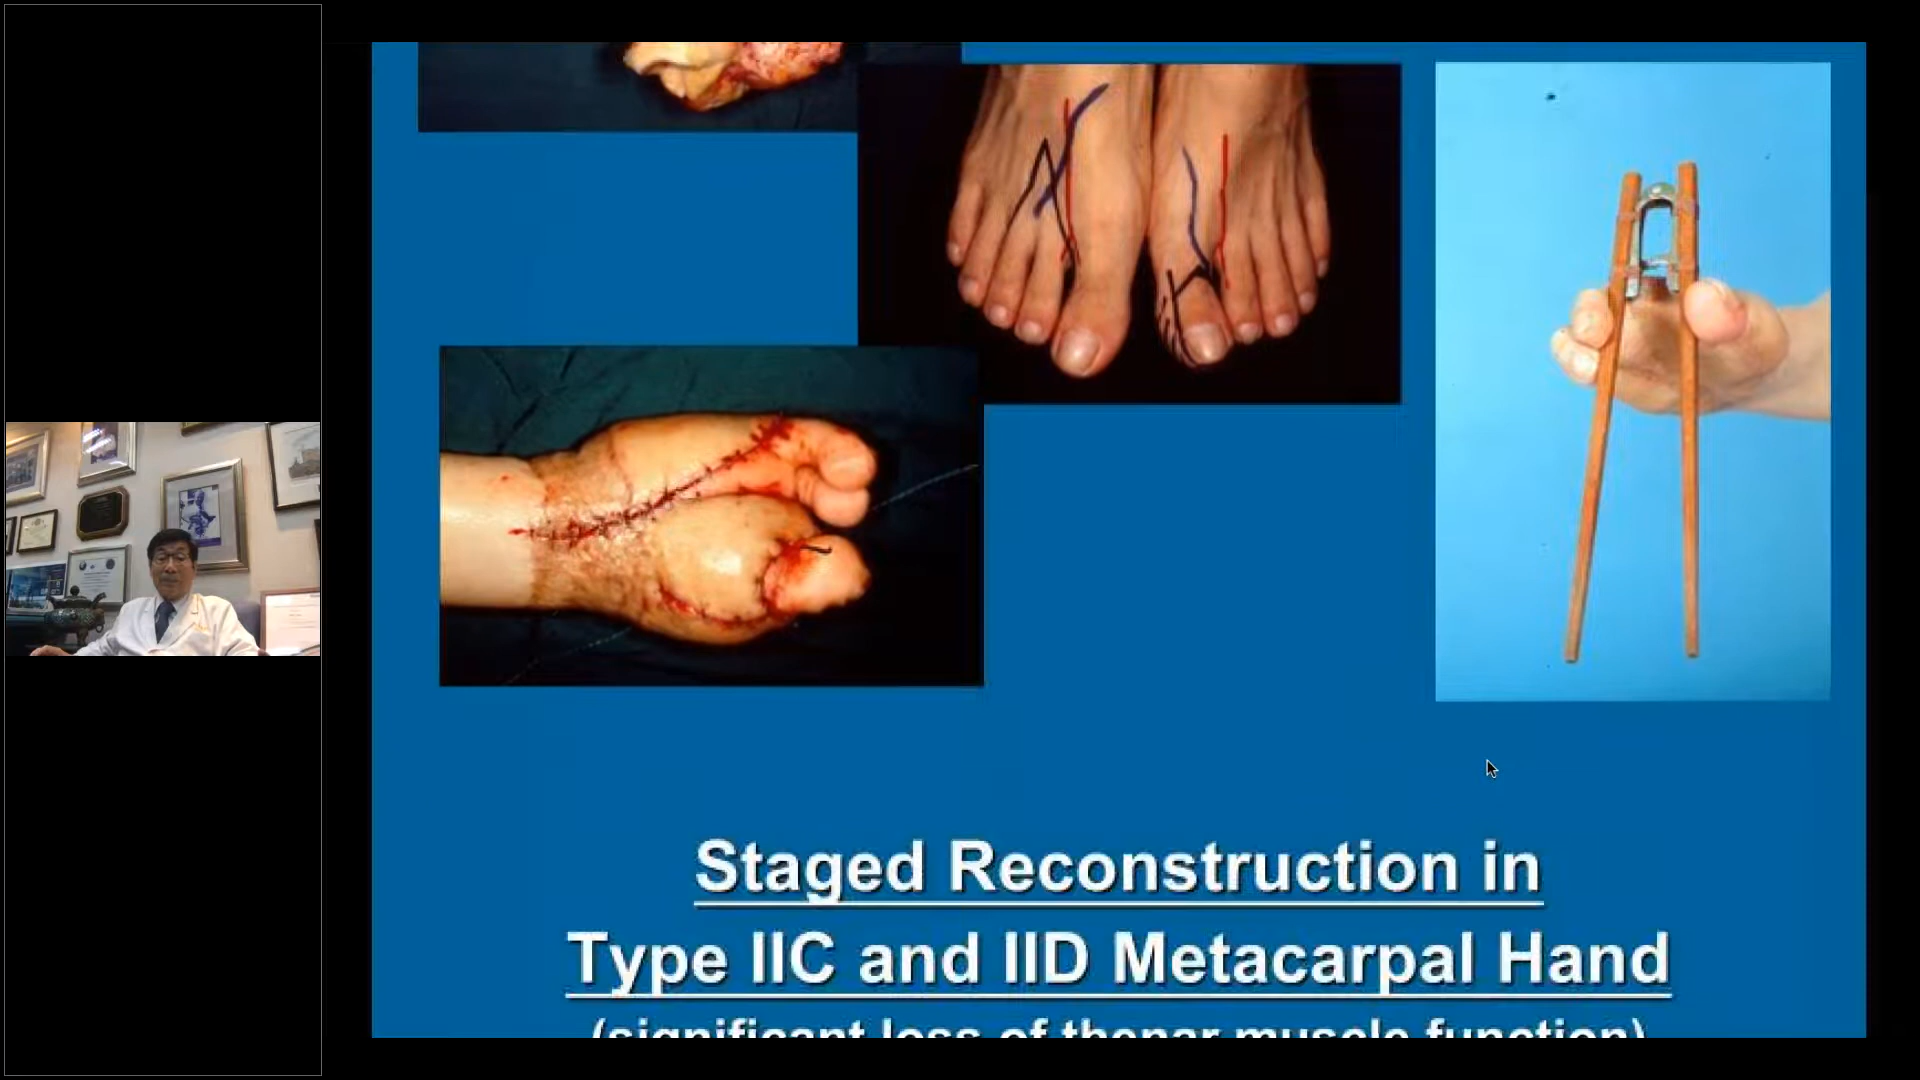 Staged Reconstruction in
Type IIC and IID Metacarpal Hand
(significant loss of thenar muscle function)